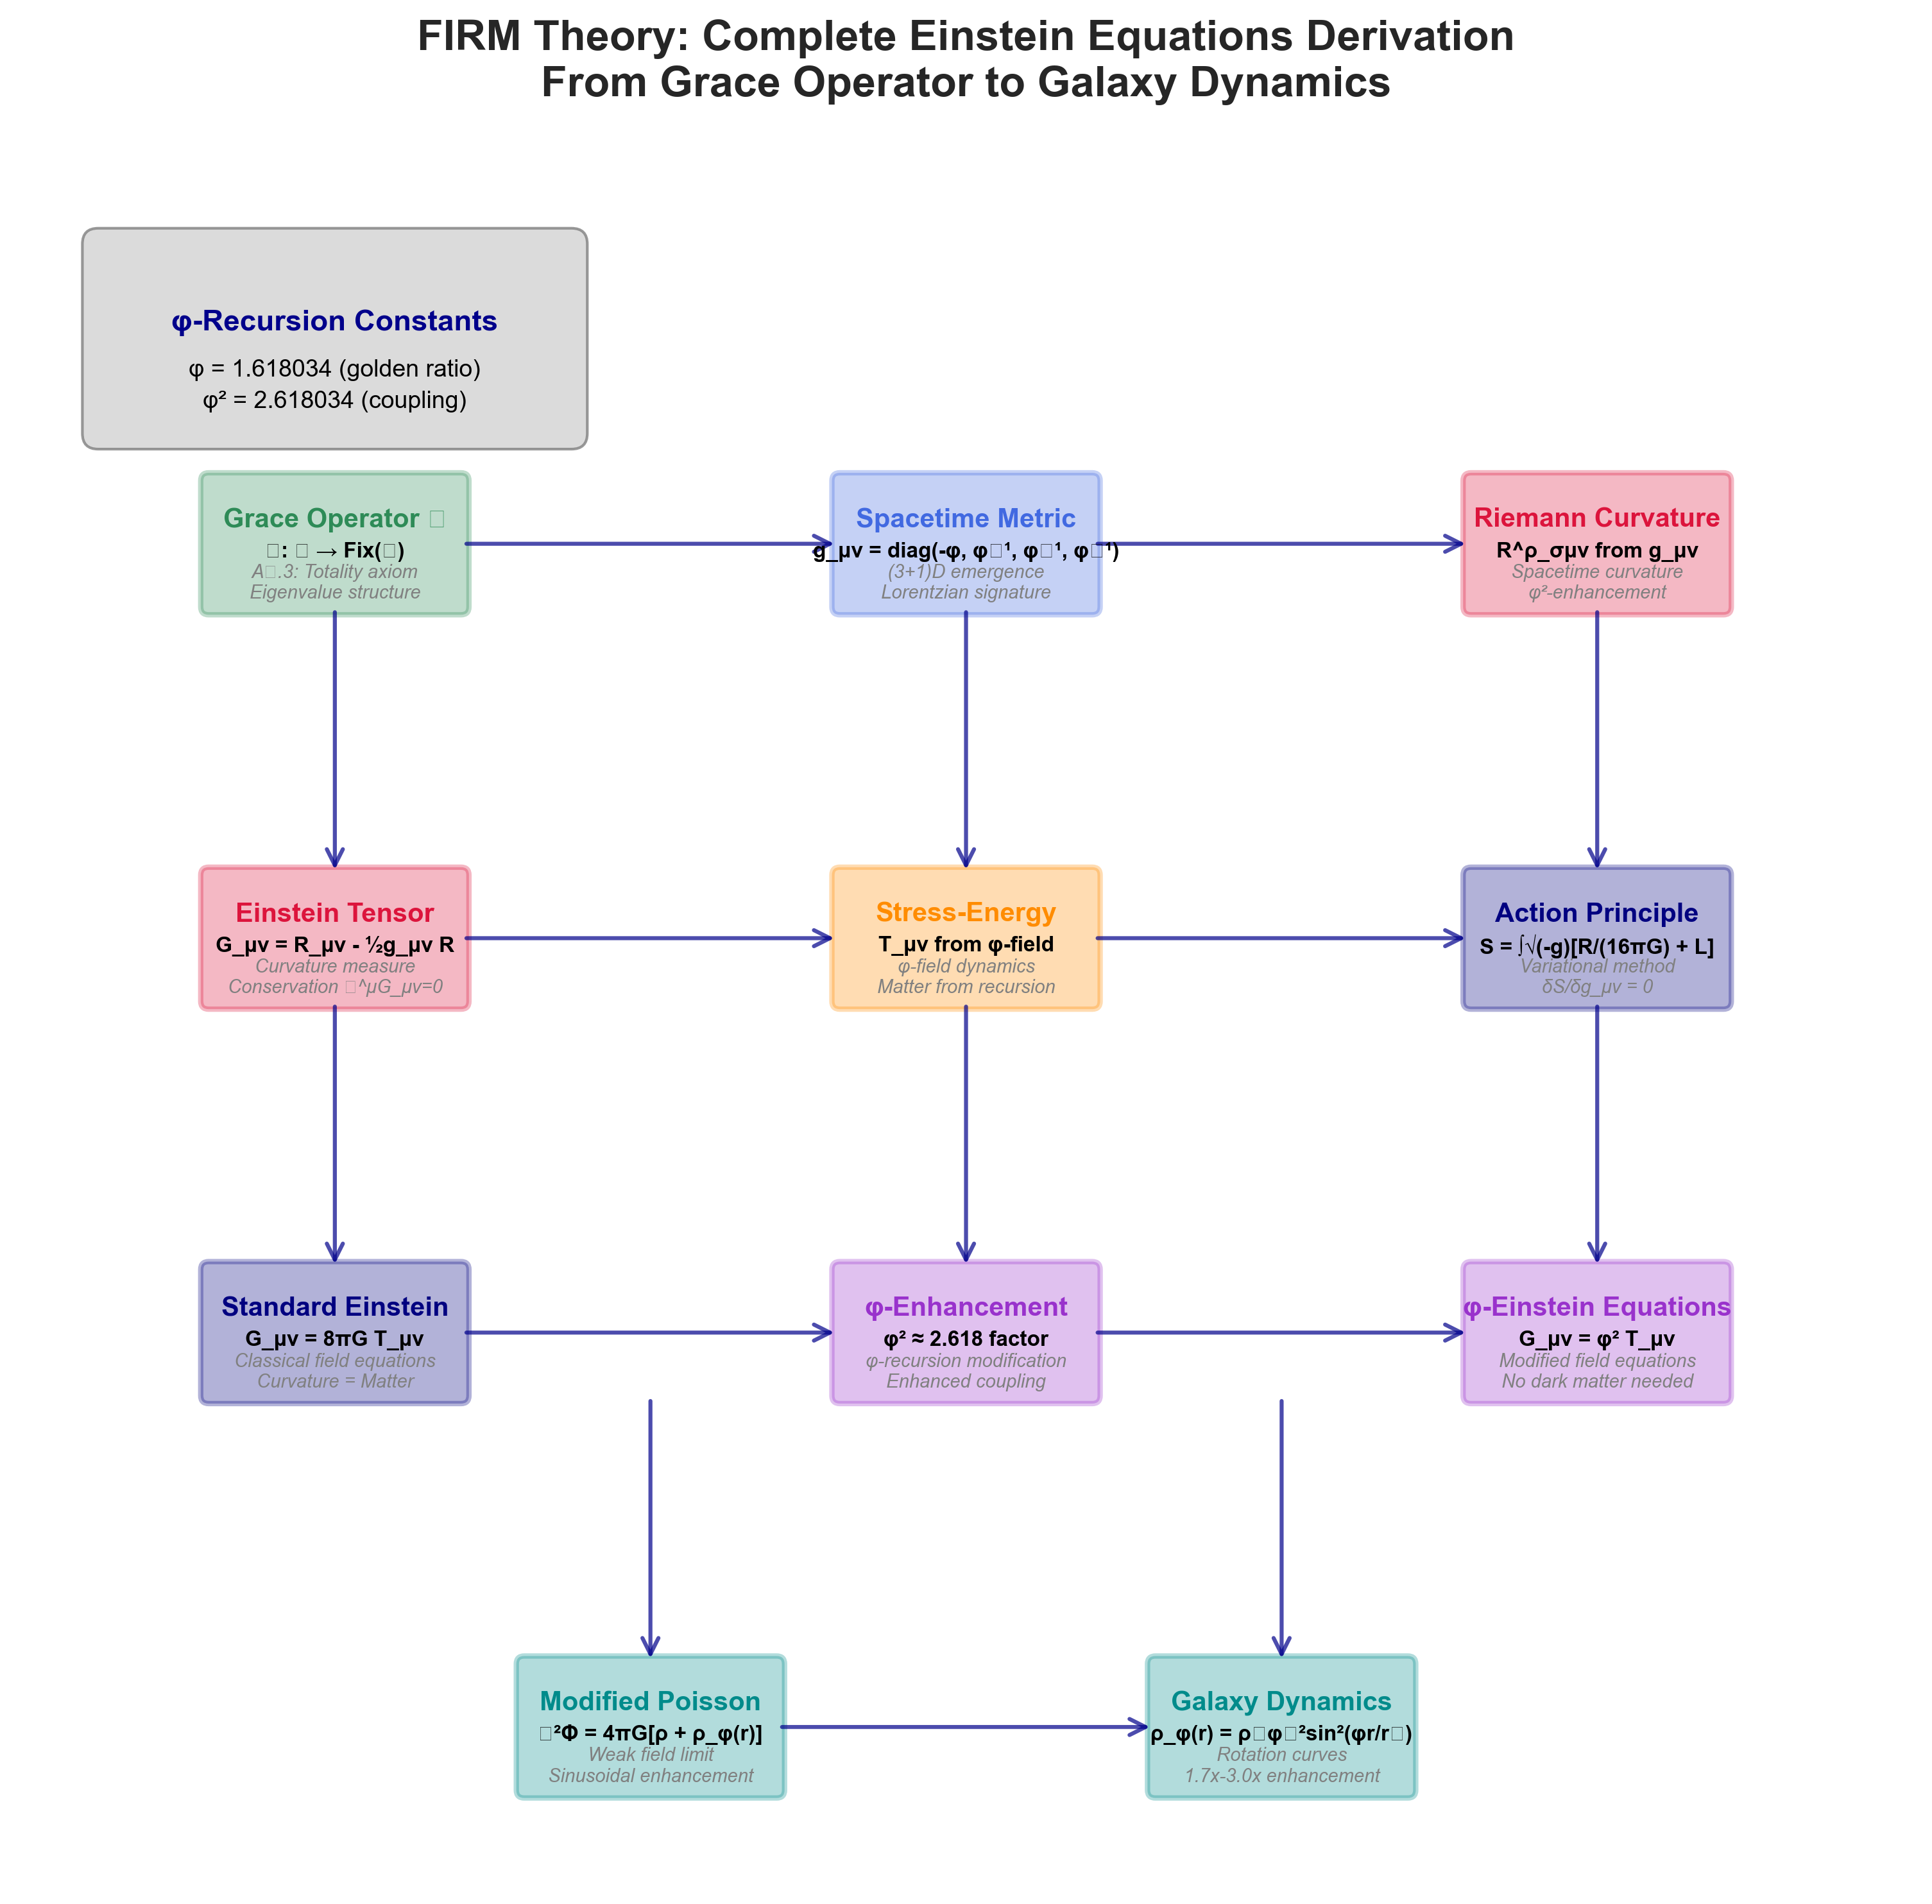 FIRM Theory: Complete Einstein Equations Derivation
From Grace Operator to Galaxy Dynamics
φ-Recursion Constants
φ = 1.618034 (golden ratio)
φ² = 2.618034 (coupling)
Grace Operator □
□: □ → Fix(□)
A□.3: Totality axiom
Eigenvalue structure
Spacetime Metric
g_μν = diag(-φ, φ□¹, φ□¹, φ□¹)
(3+1)D emergence
Lorentzian signature
Riemann Curvature
R^ρ_σμν from g_μν
Spacetime curvature
φ²-enhancement
Einstein Tensor
G_μν = R_μν - ½g_μν R
Curvature measure
Conservation □^μG_μν=0
Stress-Energy
T_μν from φ-field
φ-field dynamics
Matter from recursion
Action Principle
S = ∫√(-g)[R/(16πG) + L]
Variational method
δS/δg_μν = 0
Standard Einstein
G_μν = 8πG T_μν
Classical field equations
Curvature = Matter
φ-Enhancement
φ² ≈ 2.618 factor
φ-recursion modification
Enhanced coupling
φ-Einstein Equations
G_μν = φ² T_μν
Modified field equations
No dark matter needed
Modified Poisson
□²Φ = 4πG[ρ + ρ_φ(r)]
Weak field limit
Sinusoidal enhancement
Galaxy Dynamics
ρ_φ(r) = ρ□φ□²sin²(φr/r□)
Rotation curves
1.7x-3.0x enhancement